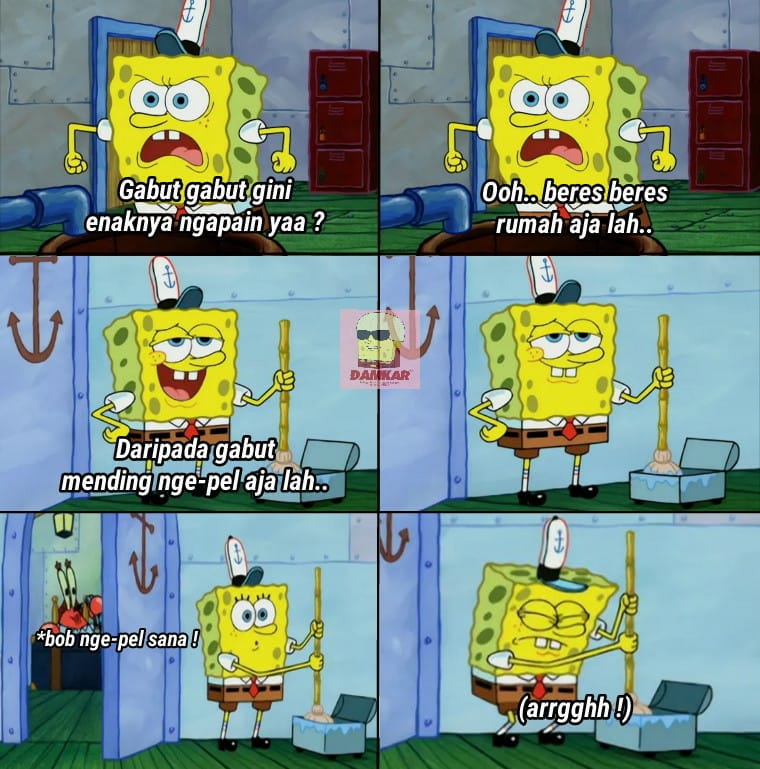 Gabut gabut gini
enaknya ngapain yaa ?
Ooh.. beres beres
rumah aja lah..
DAMKAR
Daripada gabut
mending nge-pel aja lah..
*bob nge-pel sana !
(arrgghh !)